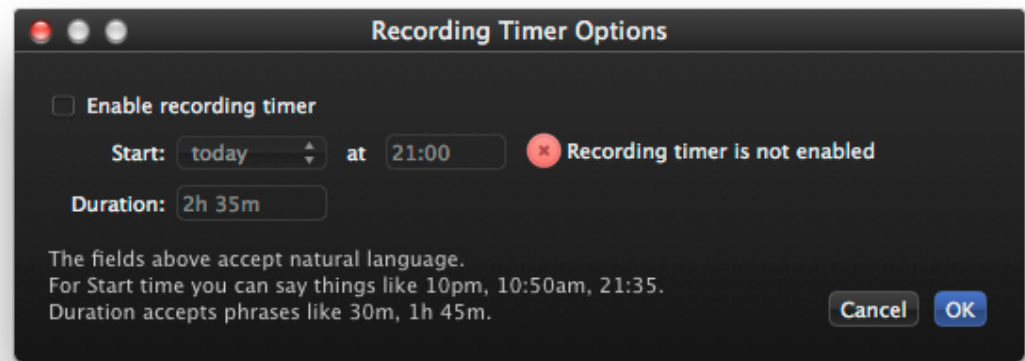 Recording Timer Options
Enable recording timer
Start: today at 21:00 Recording timer is not enabled
Duration: 2h 35m
The fields above accept natural language.
For Start time you can say things like 10pm, 10:50am, 21:35.
Duration accepts phrases like 30m, 1h 45m.
Cancel OK